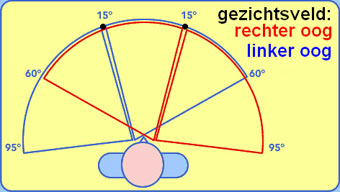 gezichtsveld:
rechter oog
linker oog
15° 15°
60° 60°
95° 95°